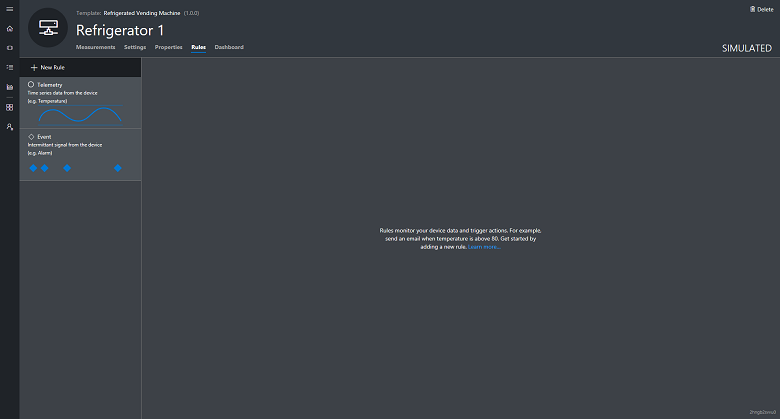 Template: Refrigerated Vending Machine (1.0.0)
Delete
Refrigerator 1
Measurements Settings Properties Rules Dashboard
SIMULATED
New Rule
Telemetry
Time series data from the device
(e.g. Temperature)
Event
Intermittant signal from the device
(e.g. Alarm)
Rules monitor your device data and trigger actions. For example,
send an email when temperature is above 80. Get started by
adding a new rule. Learn more...